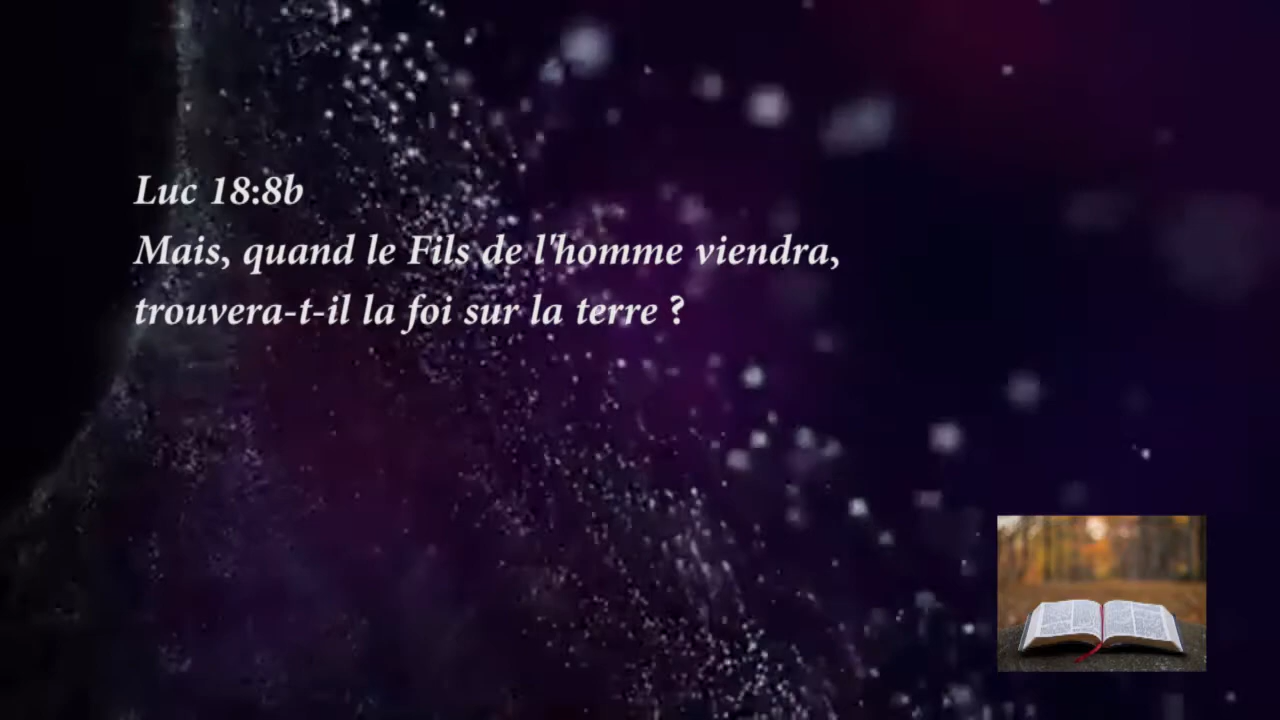 Luc 18:8b
Mais, quand le Fils de l'homme viendra,
trouvera-t-il la foi sur la terre ?